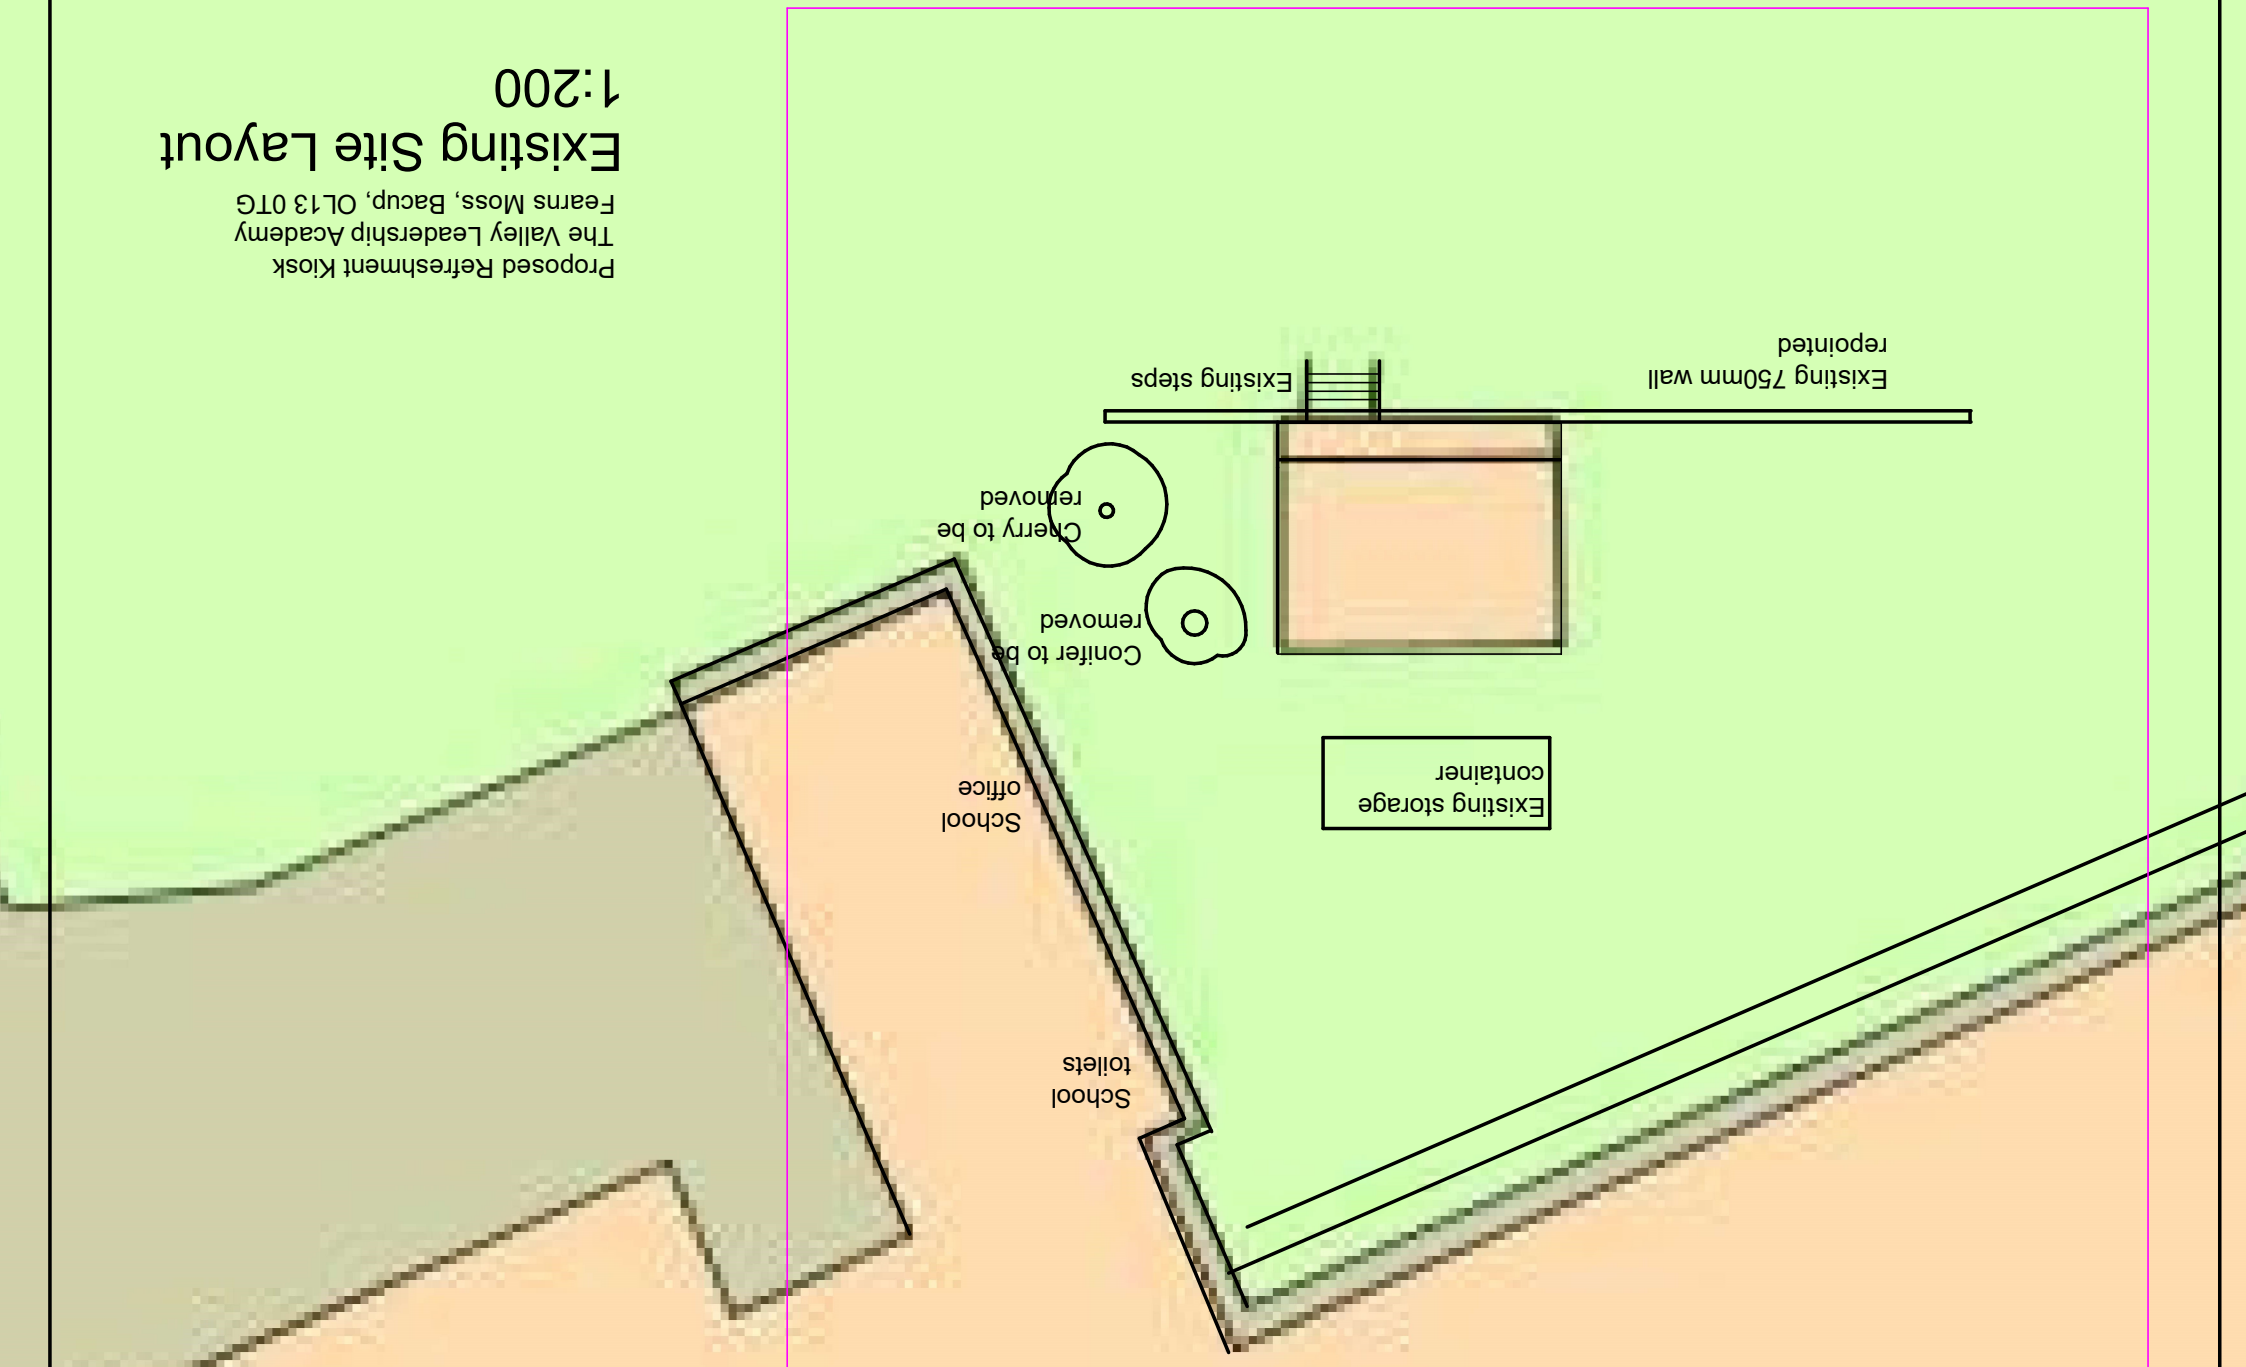 Proposed Refreshment Kiosk
The Valley Leadership Academy
Fearns Moss, Bacup, OL13 0TG
Existing Site Layout
1:200
Existing 750mm wall
repointed
Existing steps
Cherry to be
removed
Conifer to be
removed
Existing storage
container
School
office
School
toilets